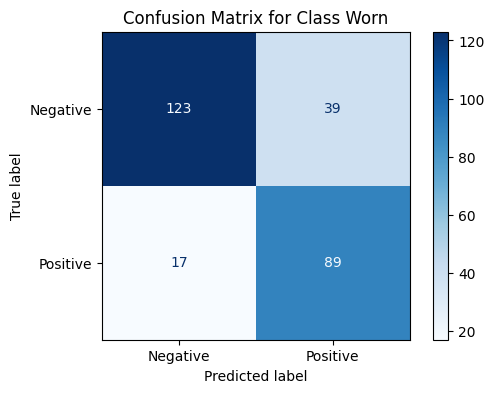 Confusion Matrix for Class Worn
True label
Negative
Positive
123
39
17
89
Negative
Positive
Predicted label
120
100
80
60
40
20